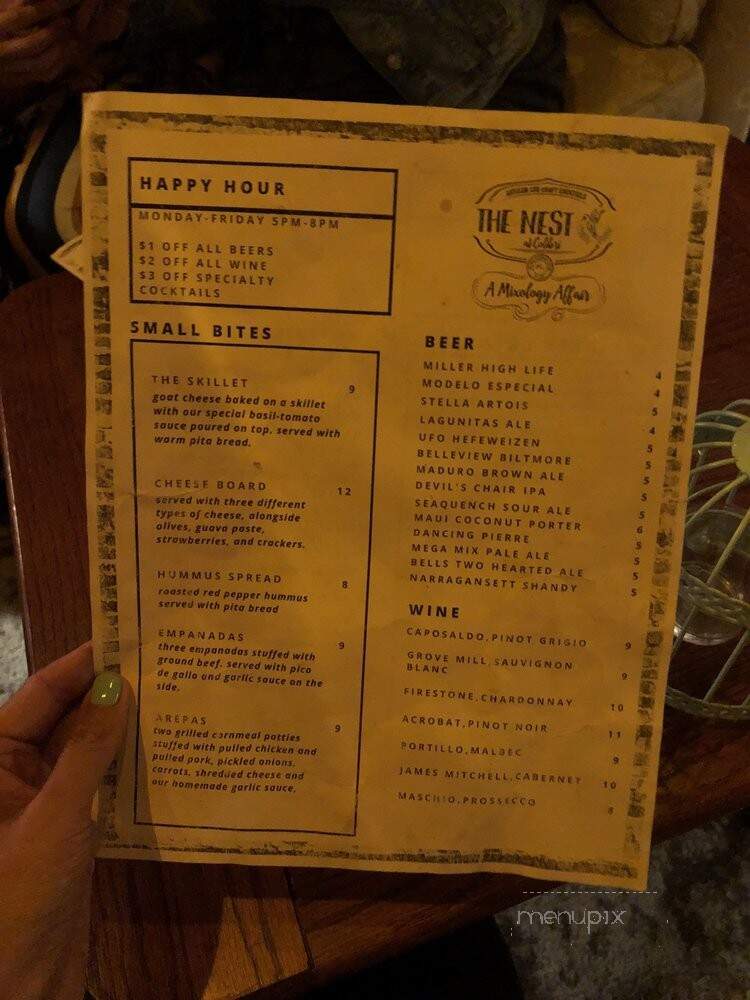 HAPPY HOUR
MONDAY-FRIDAY 5PM-8PM
$1 OFF ALL BEERS
$2 OFF ALL WINE
$3 OFF SPECIALTY
COCKTAILS
SMALL BITES
THE SKILLET 9
goat cheese baked on a skillet
with our special basil-tomato
sauce poured on top. served with
warm pita bread.
CHEESE BOARD 12
served with three different
types of cheese, alongside
olives, guava paste,
strawberries, and crackers.
HUMMUS SPREAD 8
roasted red pepper hummus
served with pita bread
EMPANADAS 9
three empanadas stuffed with
ground beef. served with pico
de gallo and garlic sauce on the
side.
AREPAS 9
two grilled cornmeal patties
stuffed with pulled chicken and
pulled pork, pickled onions,
carrots, shredded cheese and
our homemade garlic sauce.
THE NEST
at Colibri
A Mixology Affair
BEER
MILLER HIGH LIFE 4
MODELO ESPECIAL
STELLA ARTOIS 5
LAGUNITAS ALE 4
UFO HEFEWEIZEN 5
BELLEVIEW BILTMORE 5
MADURO BROWN ALE 5
DEVIL'S CHAIR IPA 5
SEAQUENCH SOUR ALE 5
MAUI COCONUT PORTER 6
DANCING PIERRE 5
MEGA MIX PALE ALE 5
BELLS TWO HEARTED ALE 5
NARRAGANSETT SHANDY 5
WINE
CAPOSALDO,PINOT GRIGIO 9
GROVE MILL,SAUVIGNON
BLANC 9
FIRESTONE,CHARDONNAY 10
ACROBAT,PINOT NOIR 11
PORTILLO,MALBEC 9
JAMES MITCHELL,CABERNET 10
MASCHIO,PROSSECCO 8
menupix